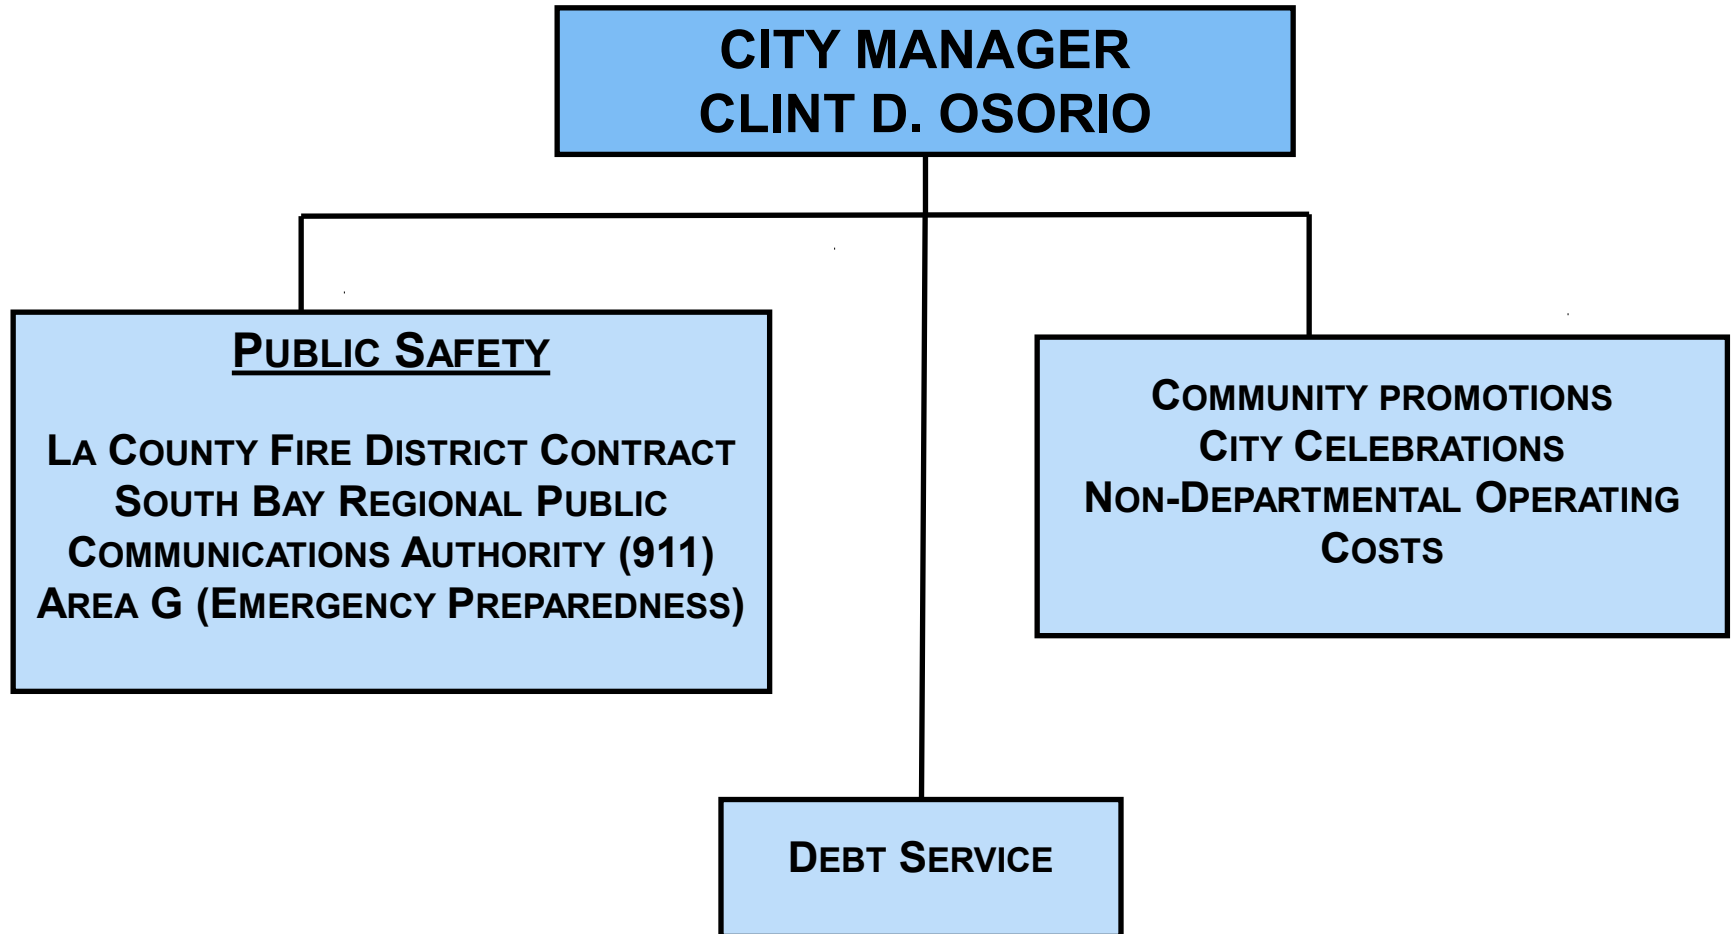 CITY MANAGER
CLINT D. OSORIO
PUBLIC SAFETY
LA COUNTY FIRE DISTRICT CONTRACT
SOUTH BAY REGIONAL PUBLIC
COMMUNICATIONS AUTHORITY (911)
AREA G (EMERGENCY PREPAREDNESS)
COMMUNITY PROMOTIONS
CITY CELEBRATIONS
NON-DEPARTMENTAL OPERATING
COSTS
DEBT SERVICE